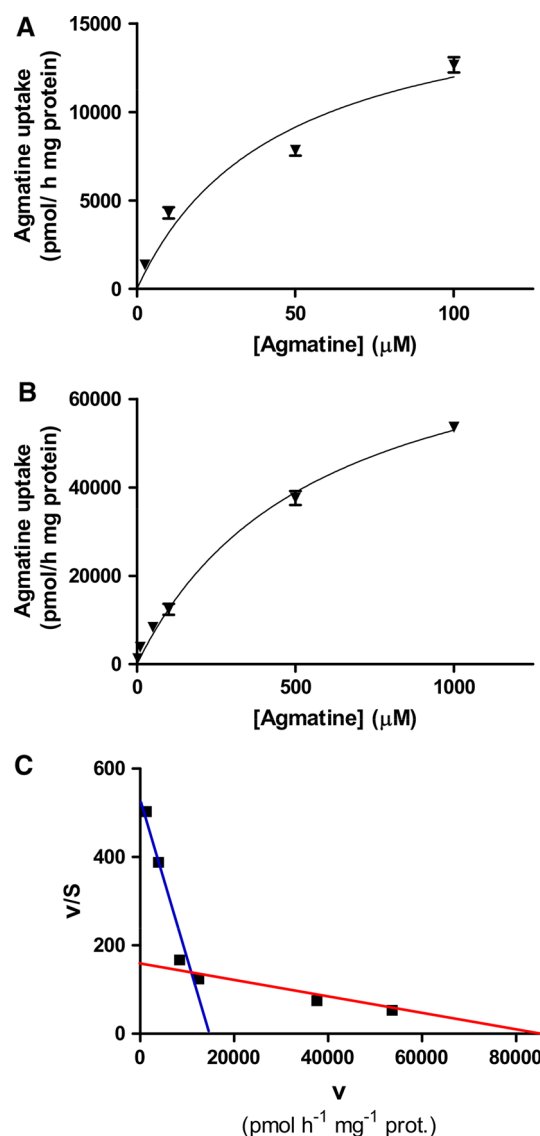 A
15000
10000
5000
0
Agmatine uptake
(pmol/ h mg protein)
0
50
100
[Agmatine] (μM)
B
60000
40000
20000
0
Agmatine uptake
(pmol/h mg protein)
0
500
1000
[Agmatine] (μM)
C
600
400
200
0
v/S
0
20000
40000
60000
80000
v
(pmol h⁻¹ mg⁻¹ prot.)